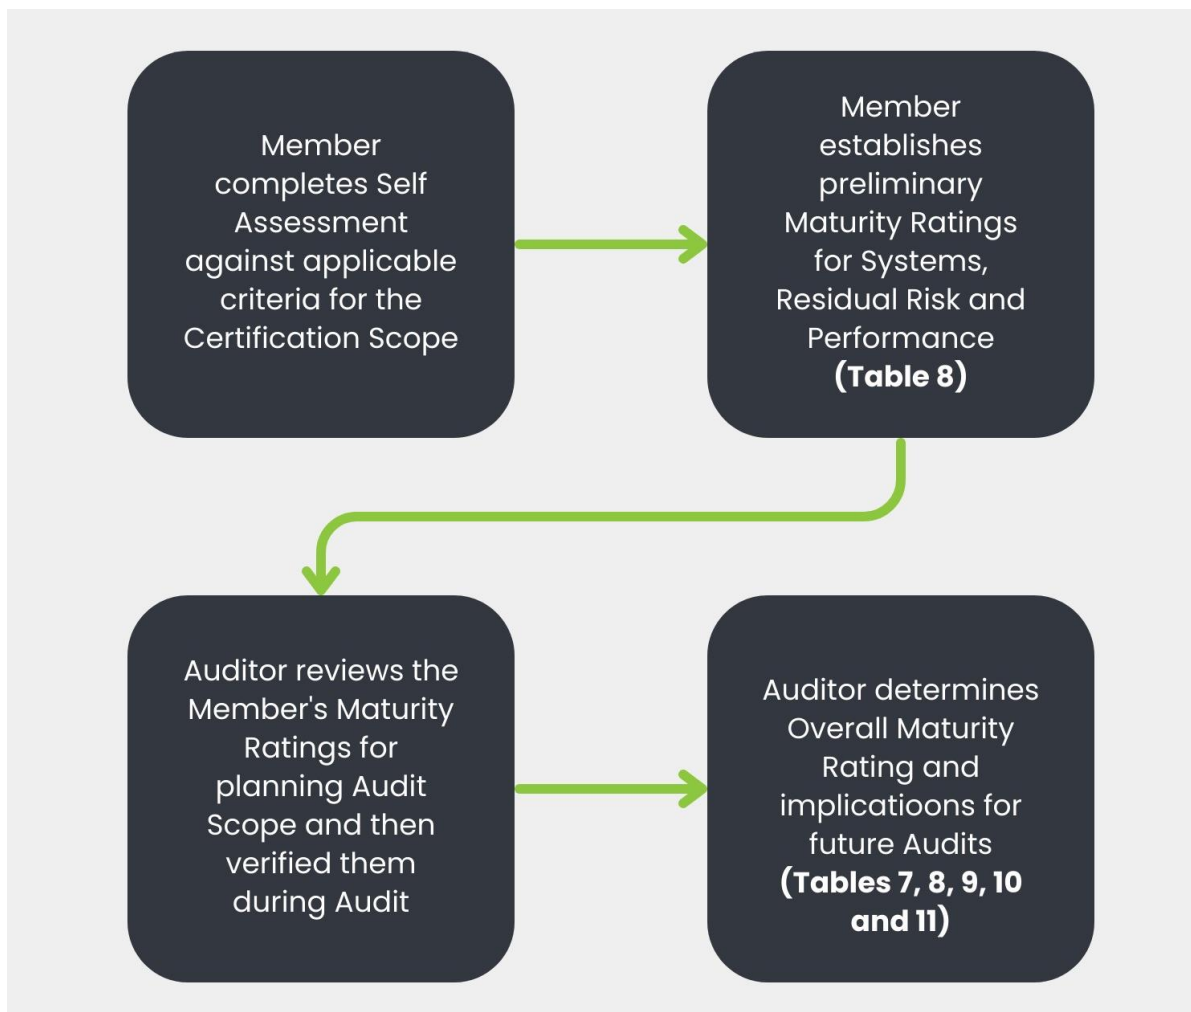 Member
completes Self
Assessment
against applicable
criteria for the
Certification Scope
Member
establishes
preliminary
Maturity Ratings
for Systems,
Residual Risk and
Performance
(Table 8)
Auditor reviews the
Member's Maturity
Ratings for
planning Audit
Scope and then
verified them
during Audit
Auditor determines
Overall Maturity
Rating and
implicatioons for
future Audits
(Tables 7, 8, 9, 10
and 11)